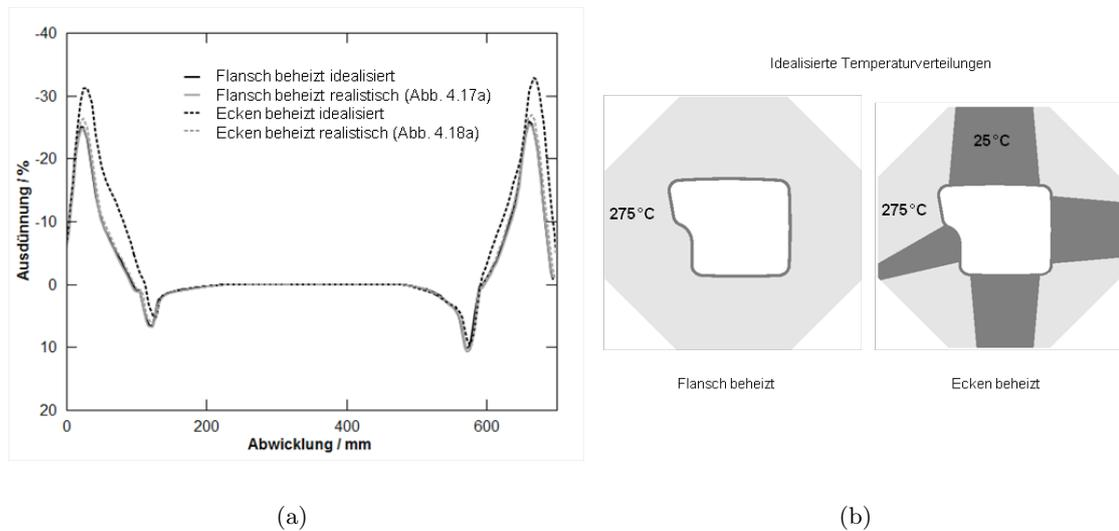 -40
-30
-20
-10
0
10
20
Ausdünnung / %
0
200
400
600
Abwicklung / mm
Flansch beheizt idealisiert
Flansch beheizt realistisch (Abb. 4.17a)
Ecken beheizt idealisiert
Ecken beheizt realistisch (Abb. 4.18a)
(a)
Idealisierte Temperaturverteilungen
275°C
Flansch beheizt
25°C
275°C
Ecken beheizt
(b)